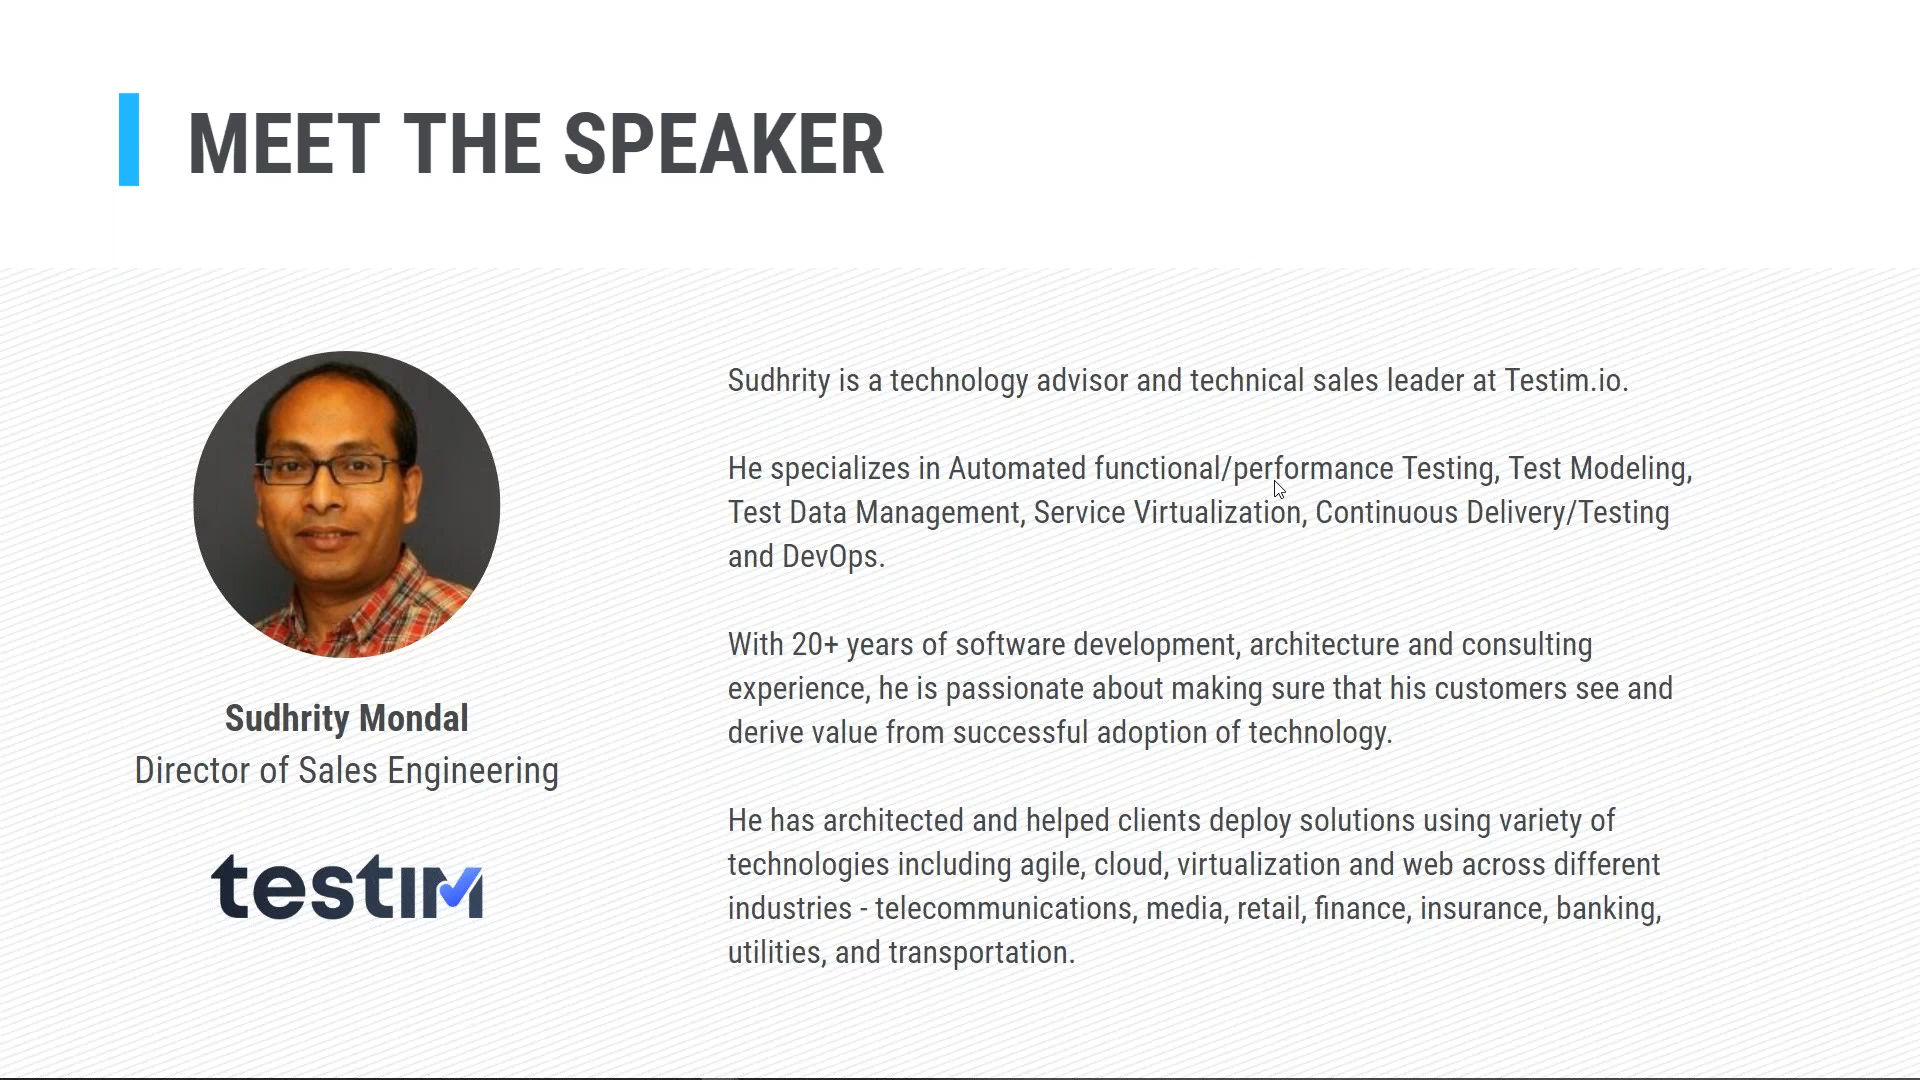 MEET THE SPEAKER
Sudhrity Mondal
Director of Sales Engineering
testim
Sudhrity is a technology advisor and technical sales leader at Testim.io.
He specializes in Automated functional/performance Testing, Test Modeling,
Test Data Management, Service Virtualization, Continuous Delivery/Testing
and DevOps.
With 20+ years of software development, architecture and consulting
experience, he is passionate about making sure that his customers see and
derive value from successful adoption of technology.
He has architected and helped clients deploy solutions using variety of
technologies including agile, cloud, virtualization and web across different
industries - telecommunications, media, retail, finance, insurance, banking,
utilities, and transportation.